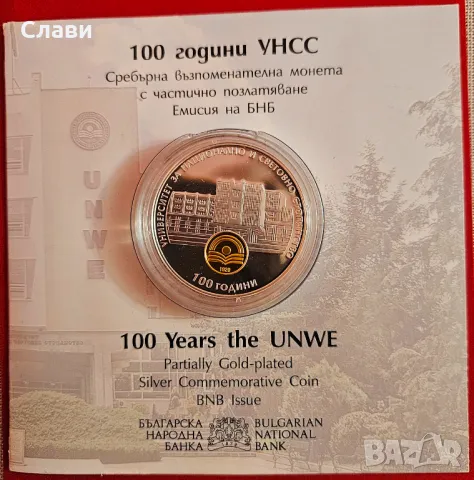 Слави
100 години УНСС
Сребърна възпоменателна монета
с частично позлатяване
Емисия на БНБ
UNWE
УНИВЕРСИТЕТ ЗА НАЦИОНАЛНО И СВЕТОВНО СТОПАНСТВО
1920
100 ГОДИНИ
100 Years the UNWE
Partially Gold-plated
Silver Commemorative Coin
BNB Issue
БЪЛГАРСКА
НАРОДНА
БАНКА
BULGARIAN
NATIONAL
BANK
BAZAR